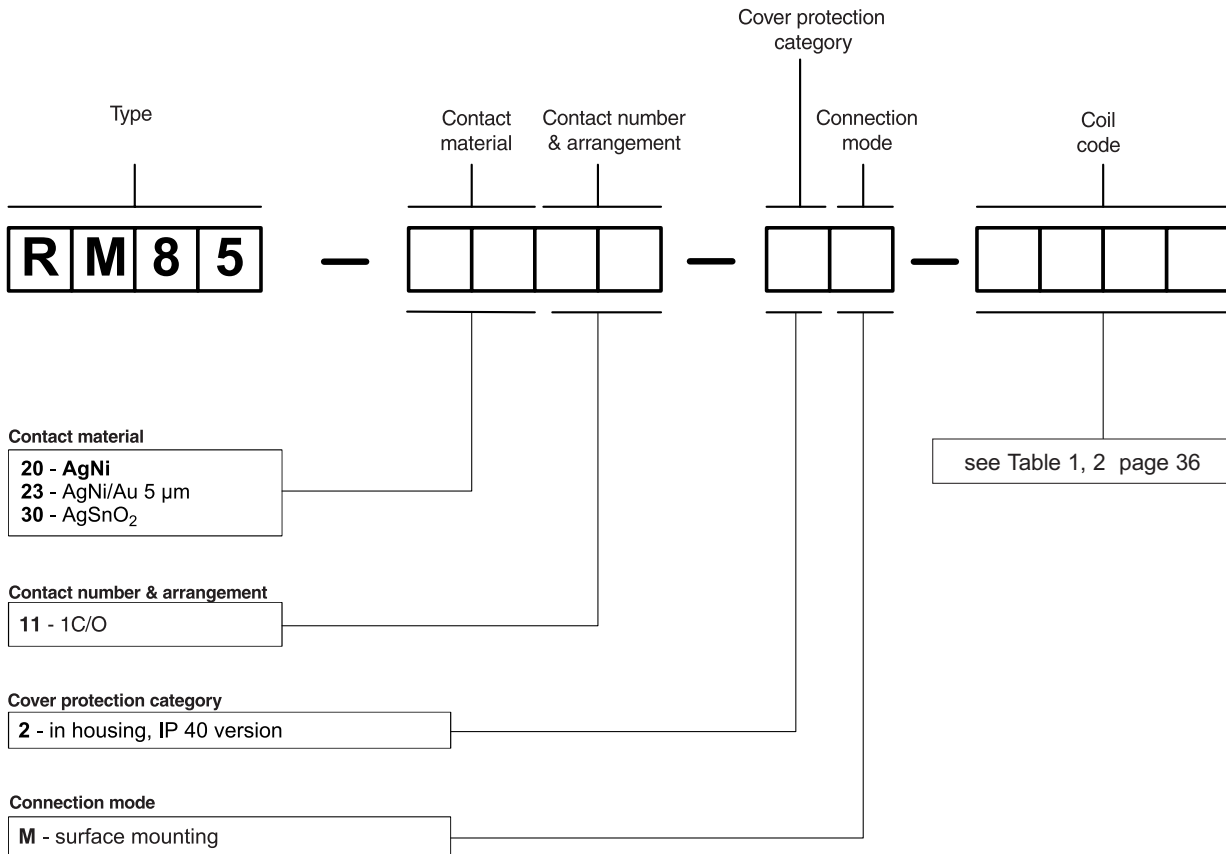 Cover protection
category
Type
Contact
material
Contact number
& arrangement
Connection
mode
Coil
code
RM85 – –  –
Contact material
20 - AgNi
23 - AgNi/Au 5 µm
30 - AgSnO₂
see Table 1, 2 page 36
Contact number & arrangement
11 - 1C/O
Cover protection category
2 - in housing, IP 40 version
Connection mode
M - surface mounting